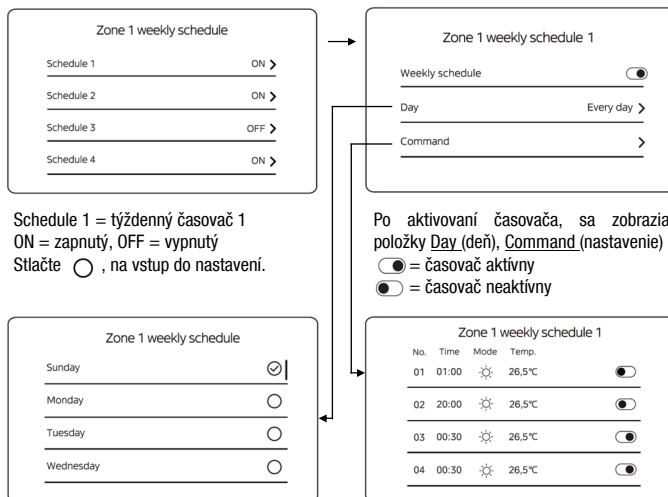 Zone 1 weekly schedule
Schedule 1 ON
Schedule 2 ON
Schedule 3 OFF
Schedule 4 ON
Zone 1 weekly schedule 1
Weekly schedule
Day Every day
Command
Schedule 1 = týždenný časovač 1
ON = zapnutý, OFF = vypnutý
Stlačte , na vstup do nastavení.
Po aktivovaní časovača, sa zobrazia
položky Day (deň), Command (nastavenie)
= časovač aktívny
= časovač neaktívny
Zone 1 weekly schedule
Sunday
Monday
Tuesday
Wednesday
Zone 1 weekly schedule 1
No. Time Mode Temp.
01 01:00 26,5℃
02 20:00 26,5℃
03 00:30 26,5℃
04 00:30 26,5℃